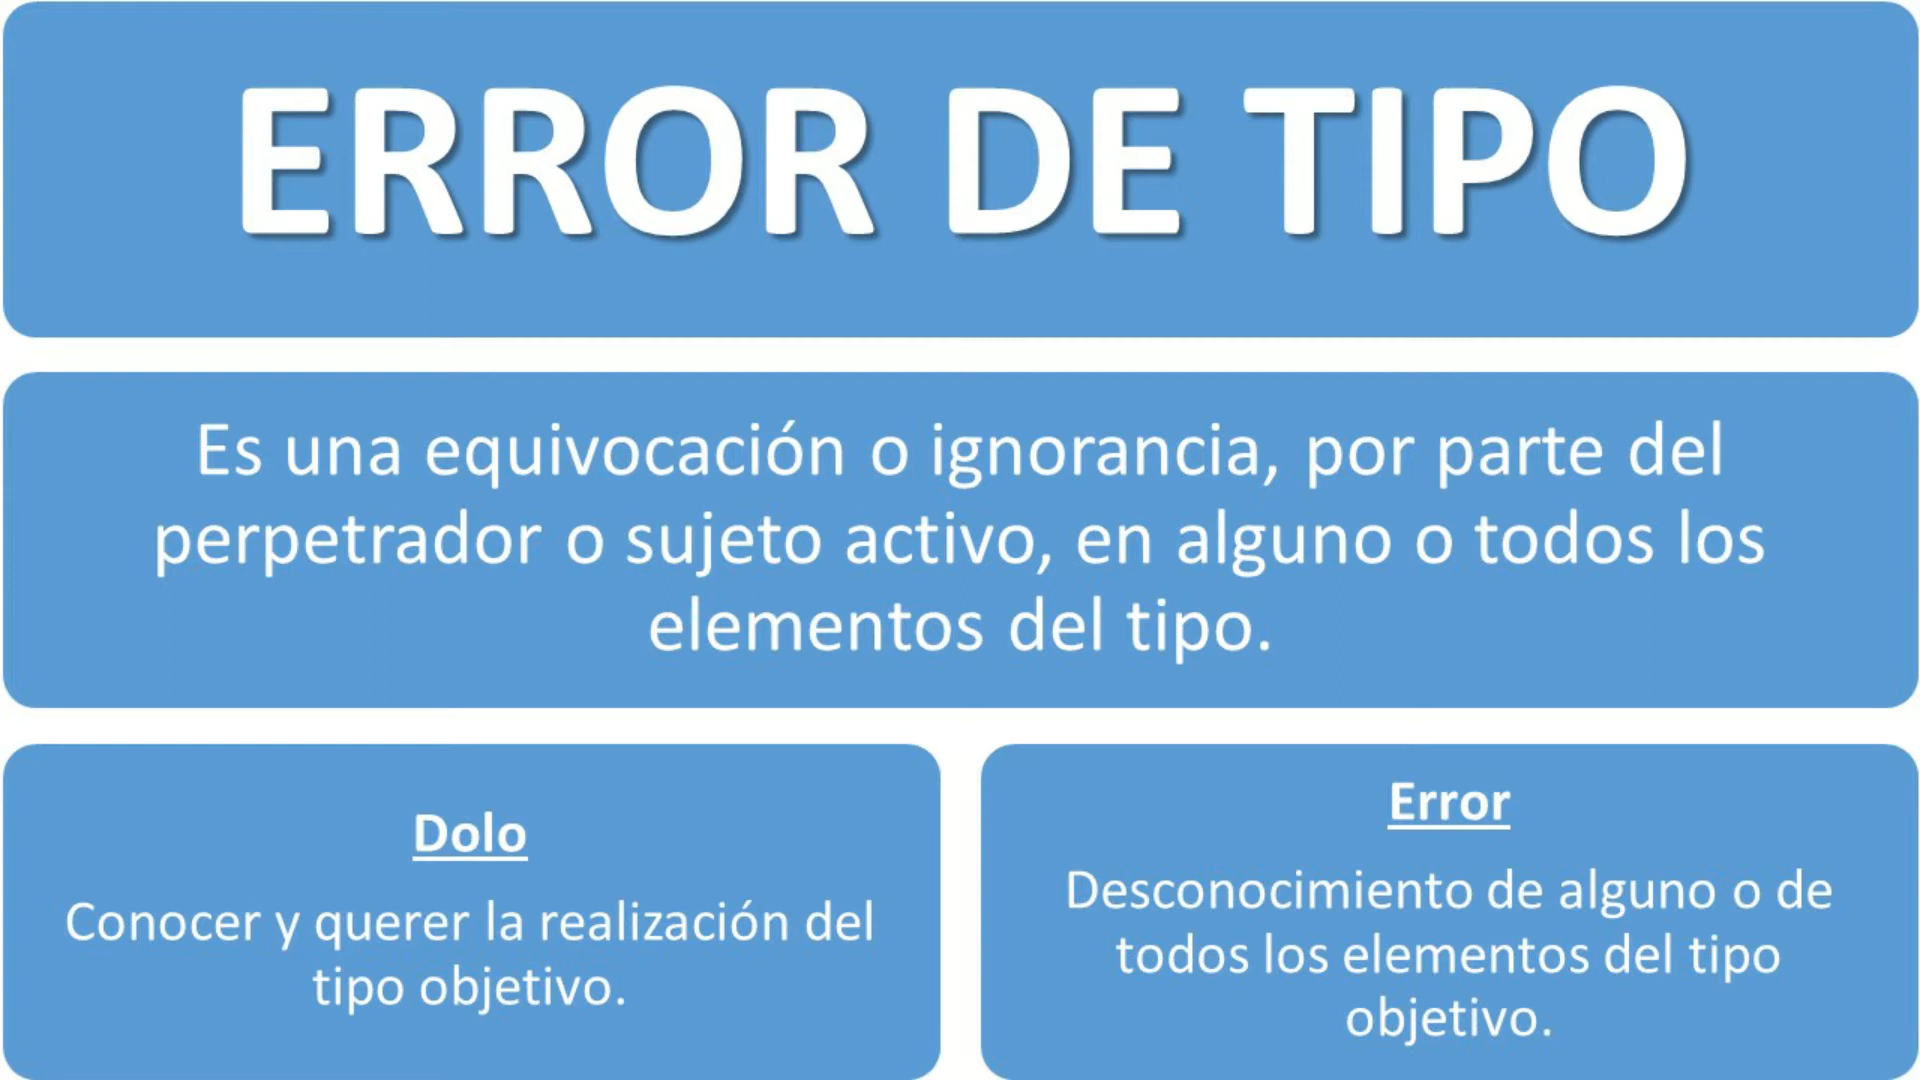 ERROR DE TIPO
Es una equivocación o ignorancia, por parte del
perpetrador o sujeto activo, en alguno o todos los
elementos del tipo.
Dolo
Conocer y querer la realización del
tipo objetivo.
Error
Desconocimiento de alguno o de
todos los elementos del tipo
objetivo.